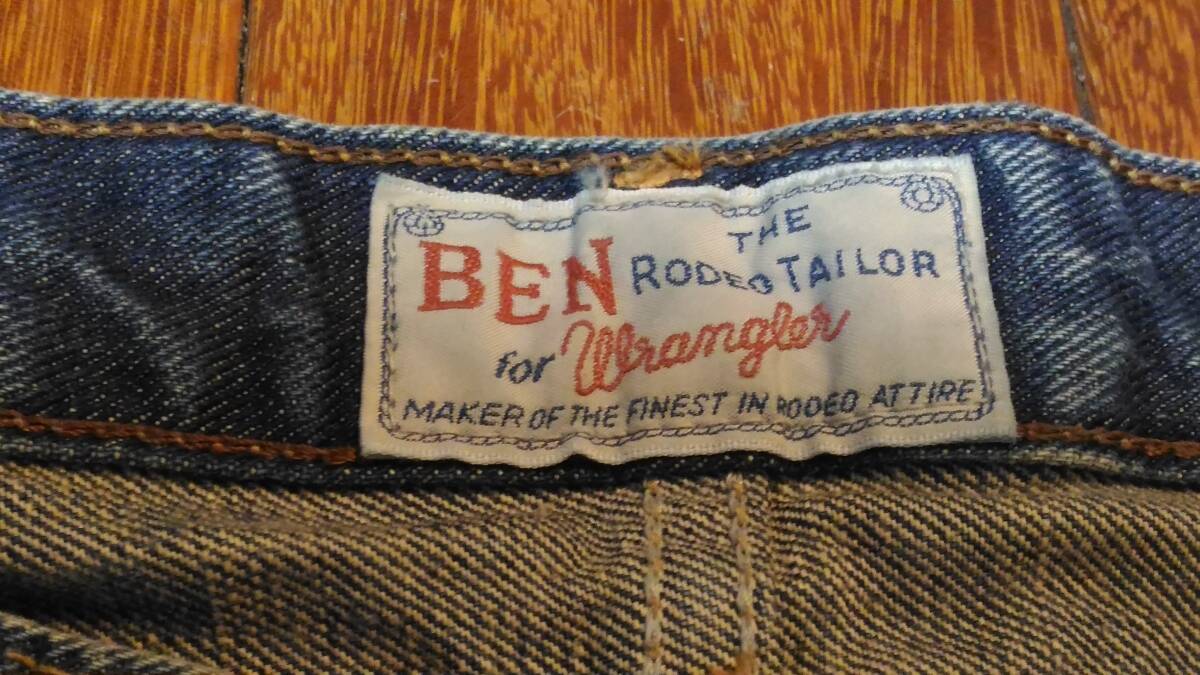 THE
BEN RODEO TAILOR
for Wrangler
MAKER OF THE FINEST IN RODEO ATTIRE